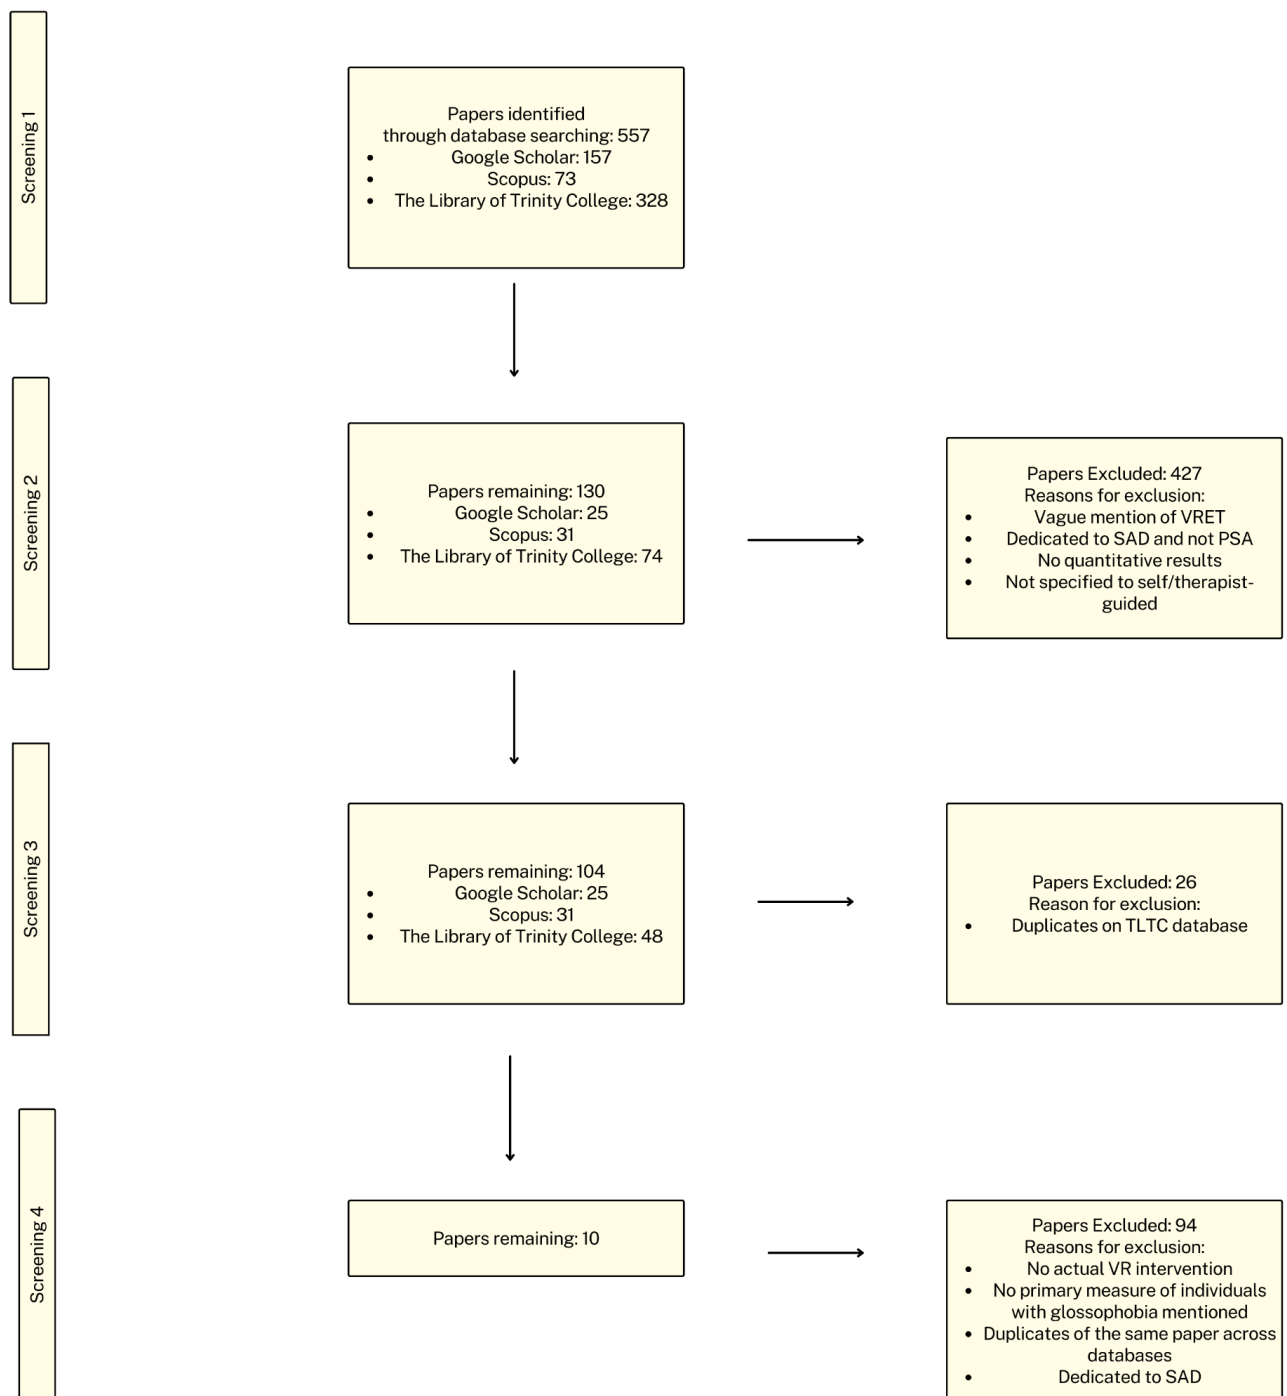 Screening 1
Papers identified
through database searching: 557
• Google Scholar: 157
• Scopus: 73
• The Library of Trinity College: 328
Screening 2
Papers remaining: 130
• Google Scholar: 25
• Scopus: 31
• The Library of Trinity College: 74
Papers Excluded: 427
Reasons for exclusion:
• Vague mention of VRET
• Dedicated to SAD and not PSA
• No quantitative results
• Not specified to self/therapist-
guided
Screening 3
Papers remaining: 104
• Google Scholar: 25
• Scopus: 31
• The Library of Trinity College: 48
Papers Excluded: 26
Reason for exclusion:
• Duplicates on TLTC database
Screening 4
Papers remaining: 10
Papers Excluded: 94
Reasons for exclusion:
• No actual VR intervention
• No primary measure of individuals
with glossophobia mentioned
• Duplicates of the same paper across
databases
• Dedicated to SAD